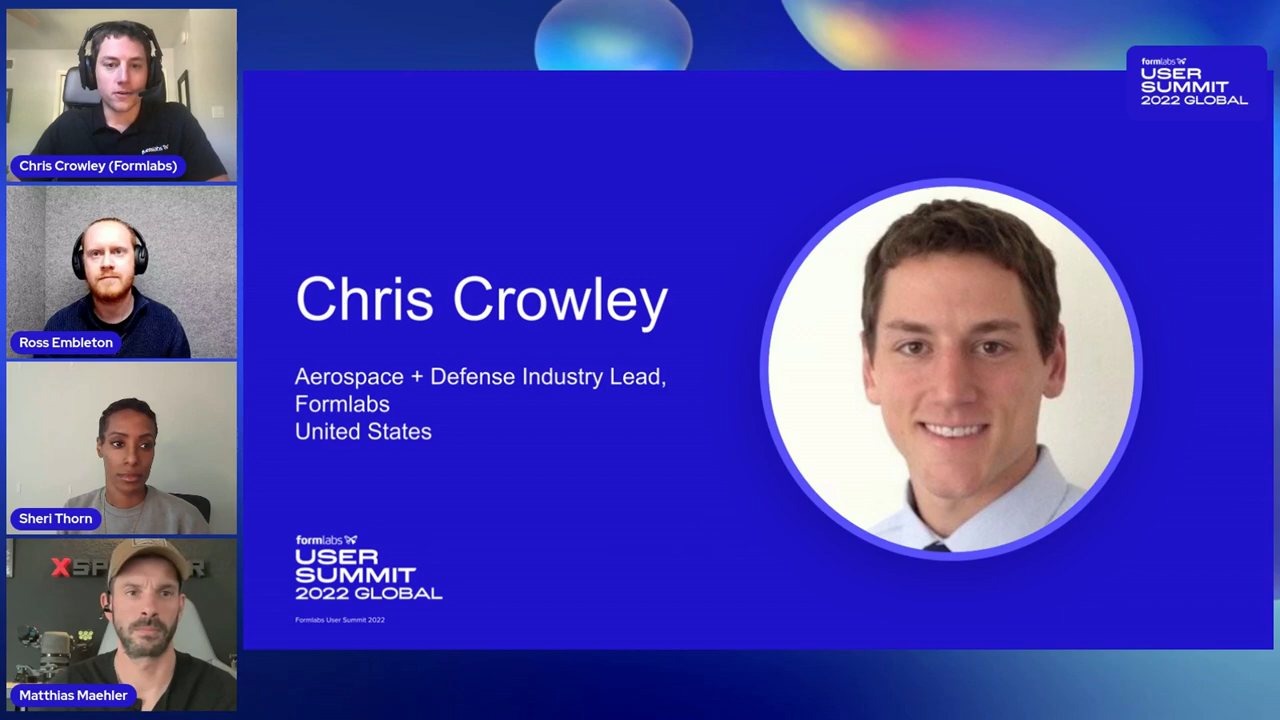 Chris Crowley (Formlabs)
Ross Embleton
Sheri Thorn
Matthias Maehler
formlabs
USER
SUMMIT
2022 GLOBAL
Chris Crowley
Aerospace + Defense Industry Lead,
Formlabs
United States
formlabs
USER
SUMMIT
2022 GLOBAL
Formlabs User Summit 2022